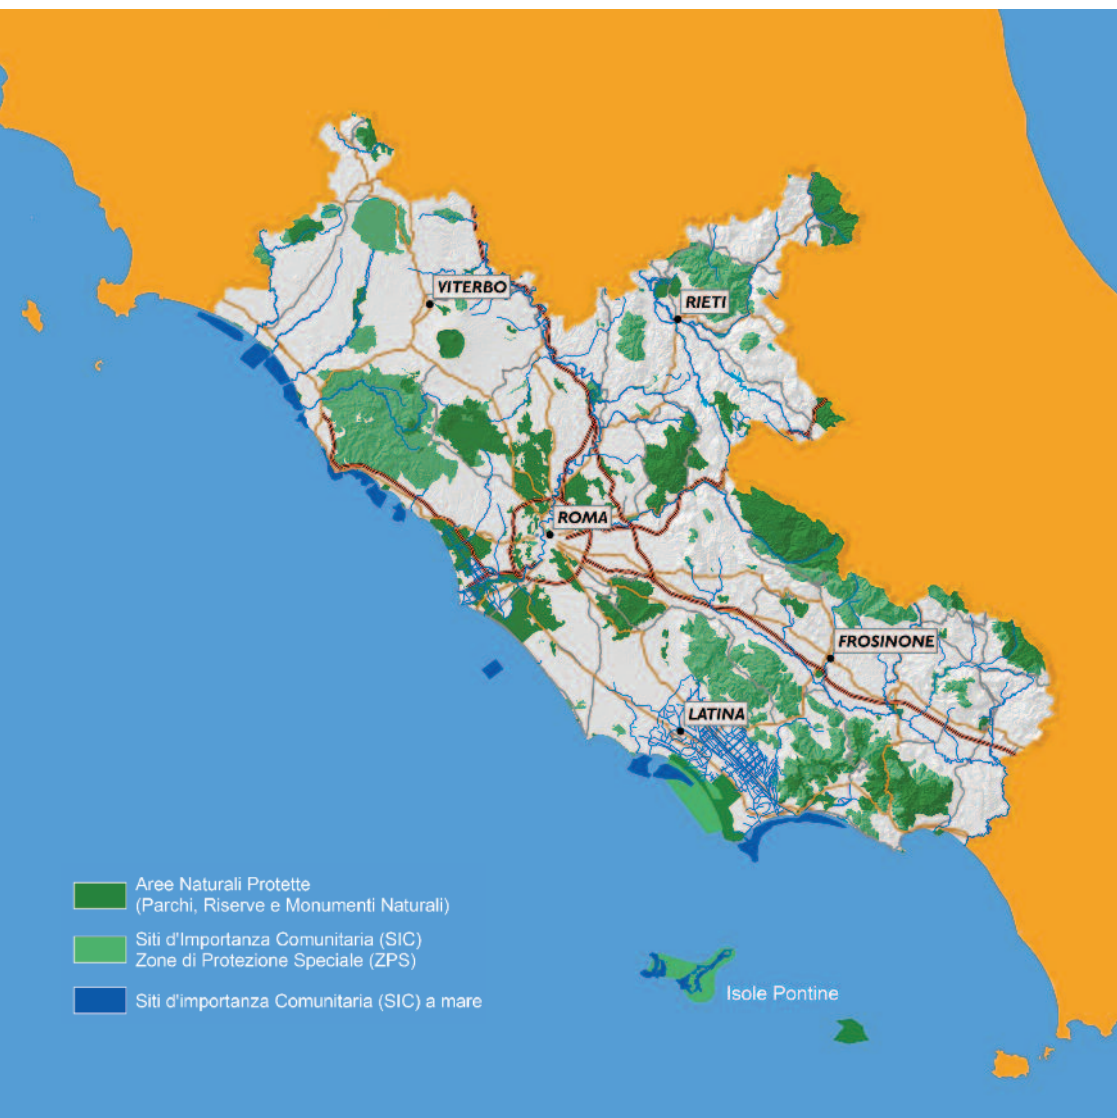 VITERBO
RIETI
ROMA
FROSINONE
LATINA
Aree Naturali Protette
(Parchi, Riserve e Monumenti Naturali)
Siti d'Importanza Comunitaria (SIC)
Zone di Protezione Speciale (ZPS)
Isole Pontine
Siti d'importanza Comunitaria (SIC) a mare